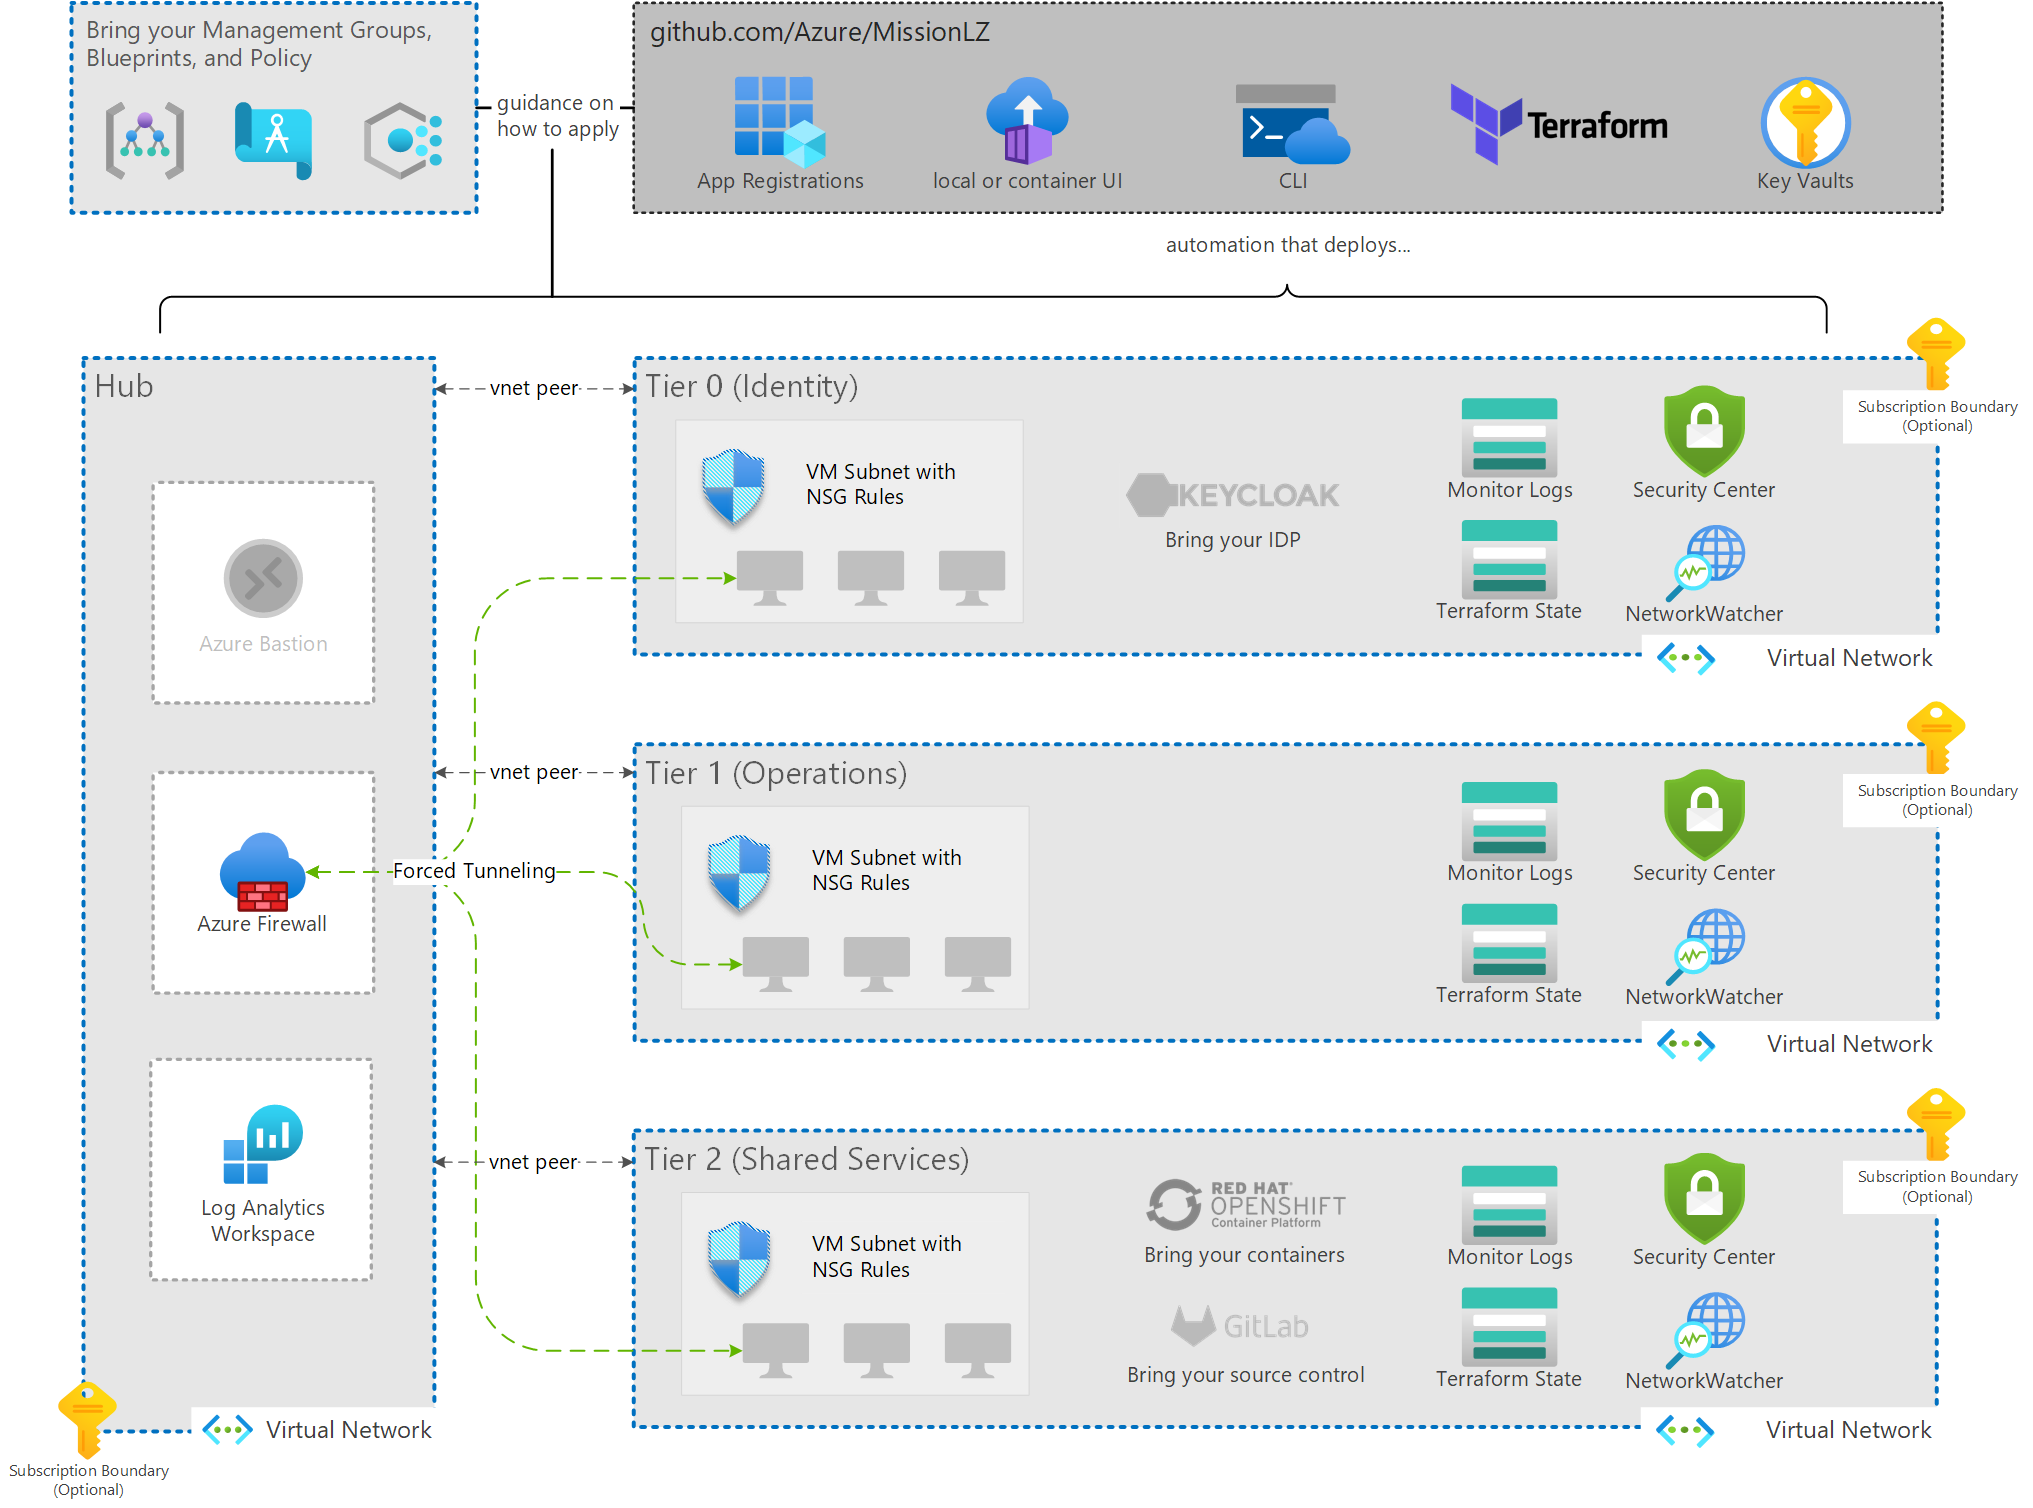 Bring your Management Groups,
Blueprints, and Policy
guidance on
how to apply
github.com/Azure/MissionLZ
App Registrations
local or container UI
CLI
Terraform
Key Vaults
automation that deploys...
Hub
Azure Bastion
Azure Firewall
Log Analytics
Workspace
Virtual Network
Subscription Boundary
(Optional)
vnet peer
vnet peer
Forced Tunneling
vnet peer
Tier 0 (Identity)
VM Subnet with
NSG Rules
KEYCLOAK
Bring your IDP
Monitor Logs
Security Center
Terraform State
NetworkWatcher
Subscription Boundary
(Optional)
Virtual Network
Tier 1 (Operations)
VM Subnet with
NSG Rules
Monitor Logs
Security Center
Terraform State
NetworkWatcher
Subscription Boundary
(Optional)
Virtual Network
Tier 2 (Shared Services)
VM Subnet with
NSG Rules
RED HAT®
OPENSHIFT
Container Platform
Bring your containers
GitLab
Bring your source control
Monitor Logs
Security Center
Terraform State
NetworkWatcher
Subscription Boundary
(Optional)
Virtual Network